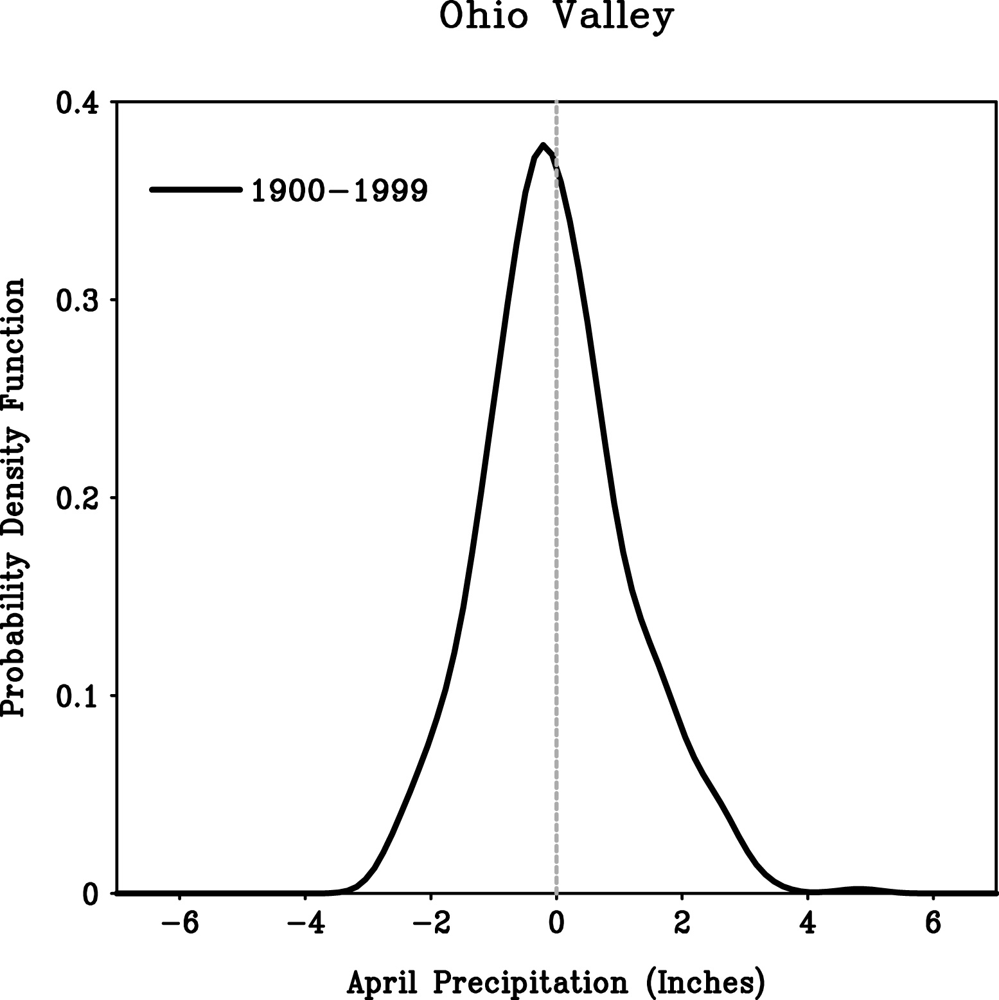 Ohio Valley
0.4
1900-1999
0.3
0.2
0.1
0
Probability Density Function
-6 -4 -2 0 2 4 6
April Precipitation (Inches)